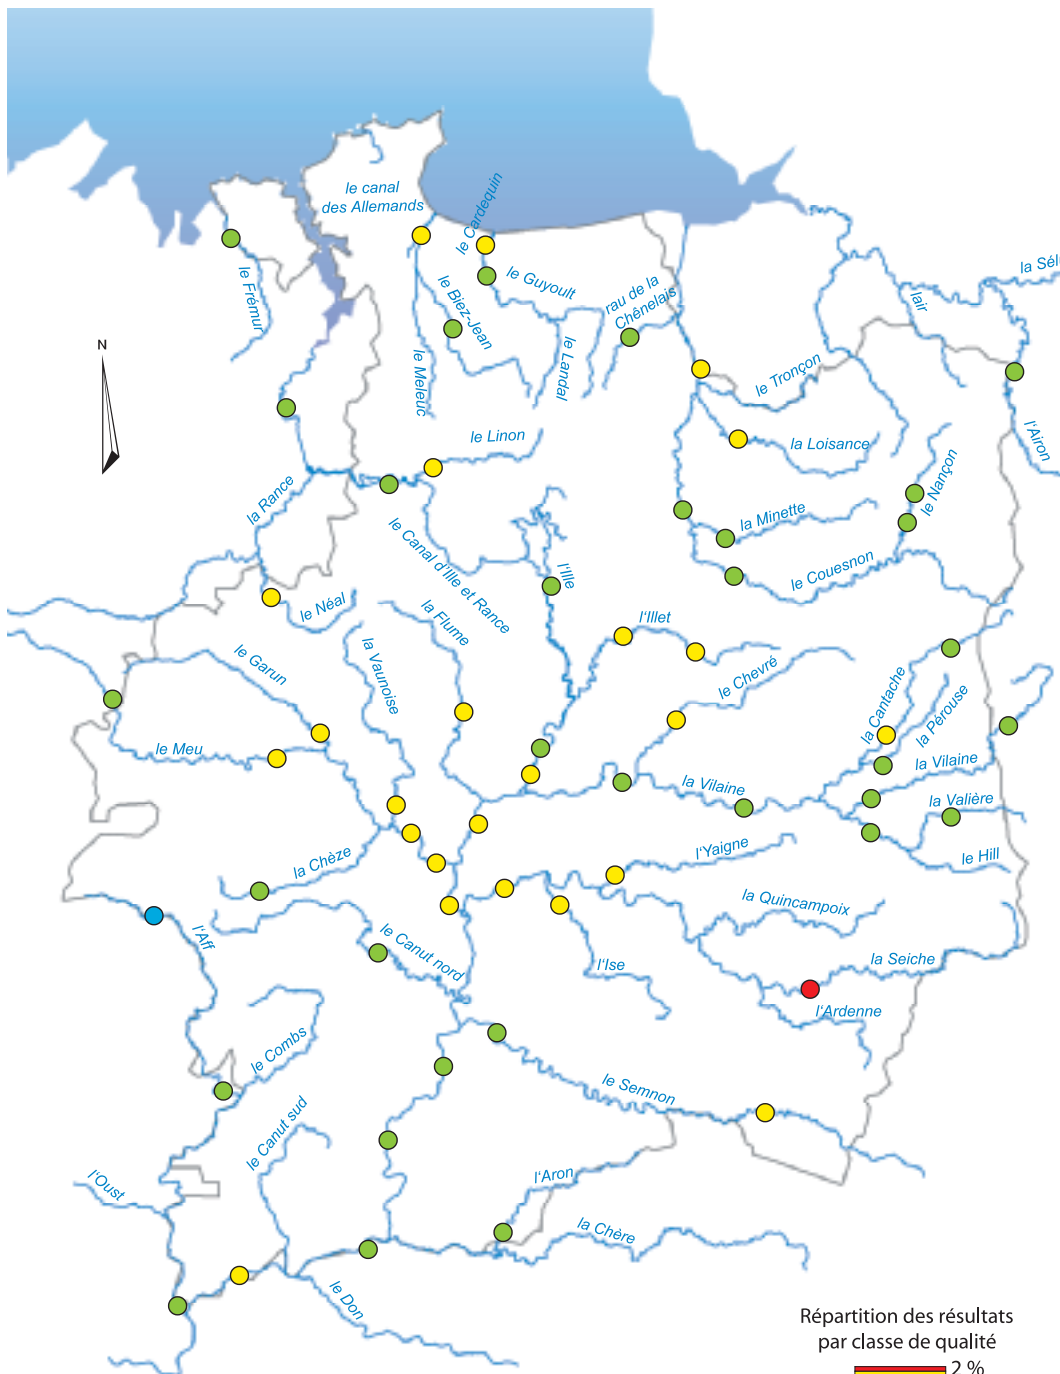 le canal
des Allemands
le Cardequin
le Guyoult
la Sélu
le Frémur
le Biez-Jean
rau de la
Chênelais
lair
N
le Meleuc
le Landal
le Tronçon
l'Airon
le Linon
la Loisance
la Rance
le Nançon
la Minette
le Canal d'Ille et Rance
l'Ille
le Couesnon
le Néal
la Flume
l'Illet
le Garun
la Vaunoise
le Chevré
la Cantache
la Pérouse
le Meu
la Vilaine
la Vilaine
la Valière
la Chèze
l'Yaigne
le Hill
la Quincampoix
l'Aff
le Canut nord
l'Ise
la Seiche
l'Ardenne
le Combs
le Semnon
le Canut sud
l'Oust
l'Aron
la Chère
le Don
Répartition des résultats
par classe de qualité
2 %